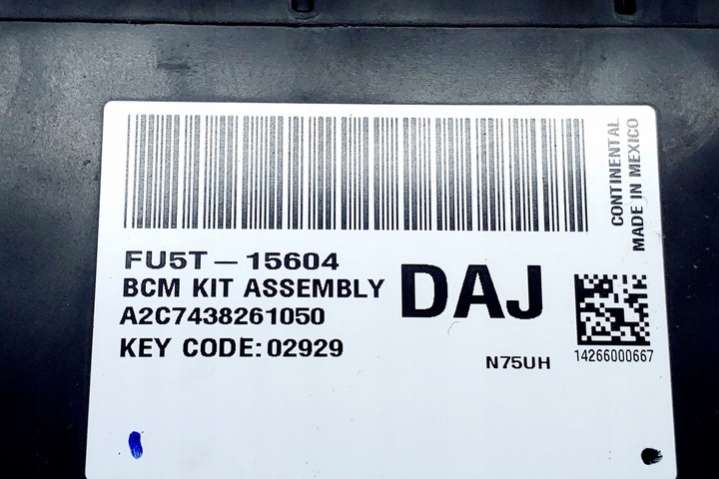 CONTINENTAL
MADE IN MEXICO
FU5T-15604
BCM KIT ASSEMBLY
DAJ
A2C7438261050
KEY CODE:02929
N75UH
14266000667